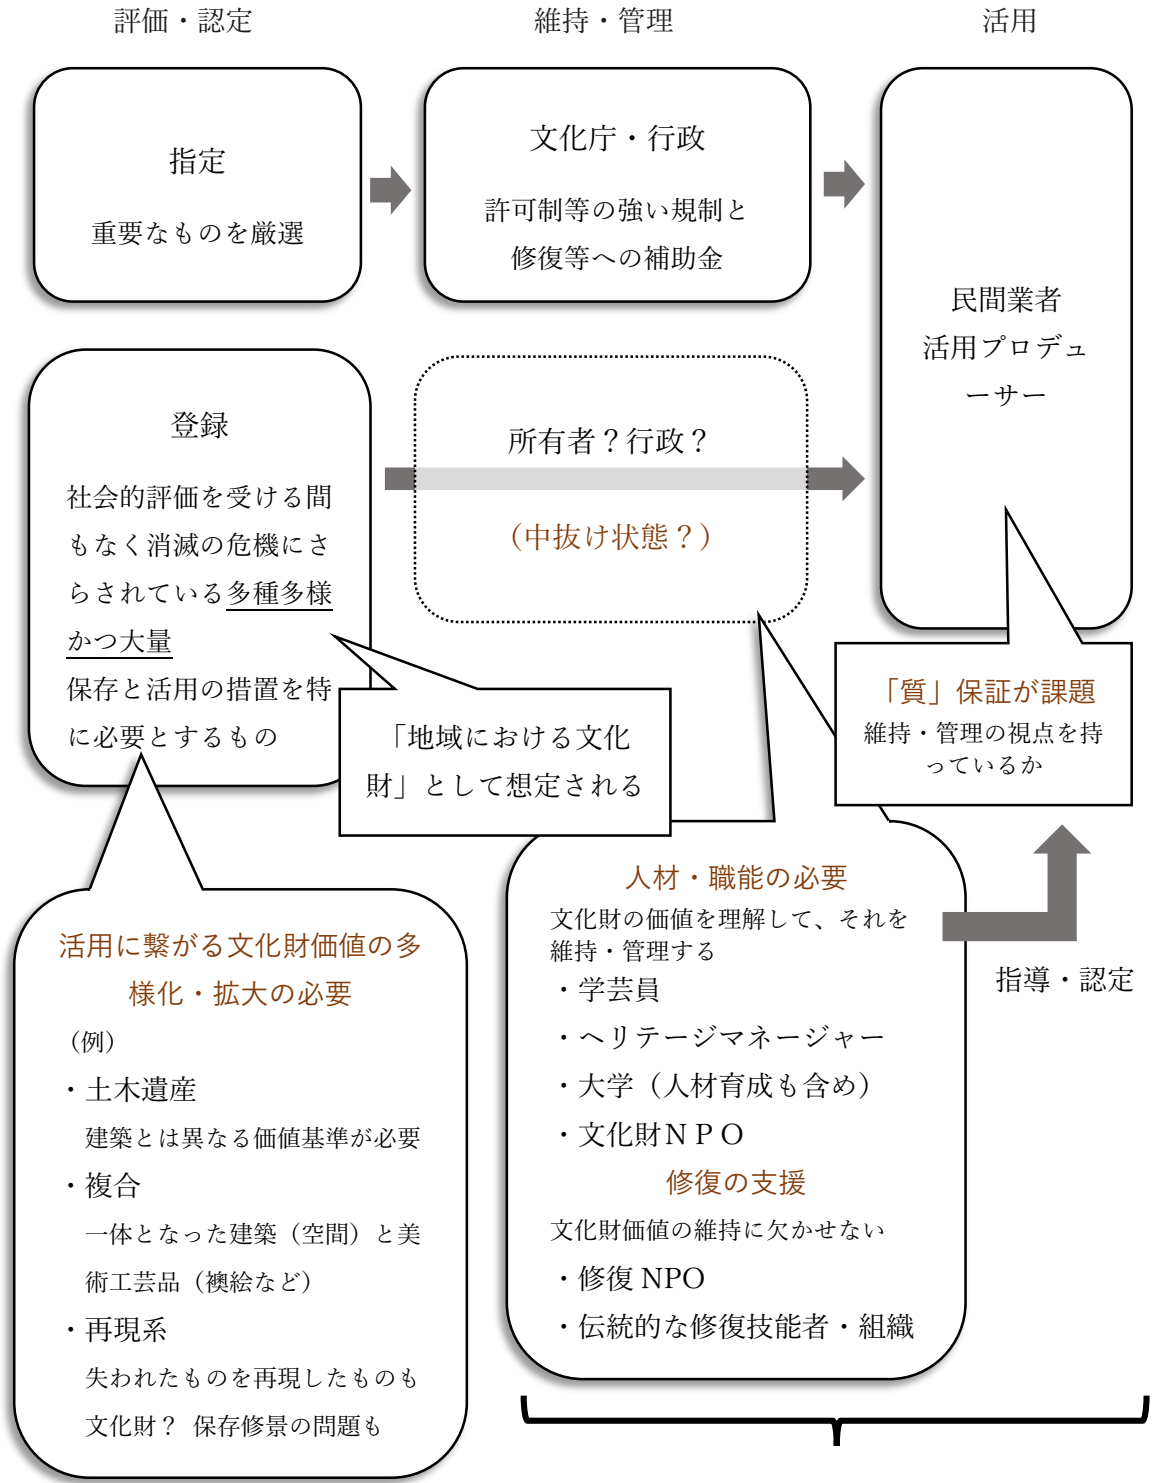 評価・認定
維持・管理
活用
指定
重要なものを厳選
文化庁・行政
許可制等の強い規制と
修復等への補助金
民間業者
活用プロデュ
ーサー
登録
社会的評価を受ける間
もなく消滅の危機にさ
らされている多種多様
かつ大量
保存と活用の措置を特
に必要とするもの
所有者？行政？
（中抜け状態？）
「地域における文化
財」として想定される
「質」保証が課題
維持・管理の視点を持
っているか
活用に繋がる文化財価値の多
様化・拡大の必要
（例）
・土木遺産
建築とは異なる価値基準が必要
・複合
一体となった建築（空間）と美
術工芸品（襖絵など）
・再現系
失われたものを再現したものも
文化財？ 保存修景の問題も
人材・職能の必要
文化財の価値を理解して、それを
維持・管理する
・学芸員
・ヘリテージマネージャー
・大学（人材育成も含め）
・文化財ＮＰＯ
修復の支援
文化財価値の維持に欠かせない
・修復 NPO
・伝統的な修復技能者・組織
指導・認定